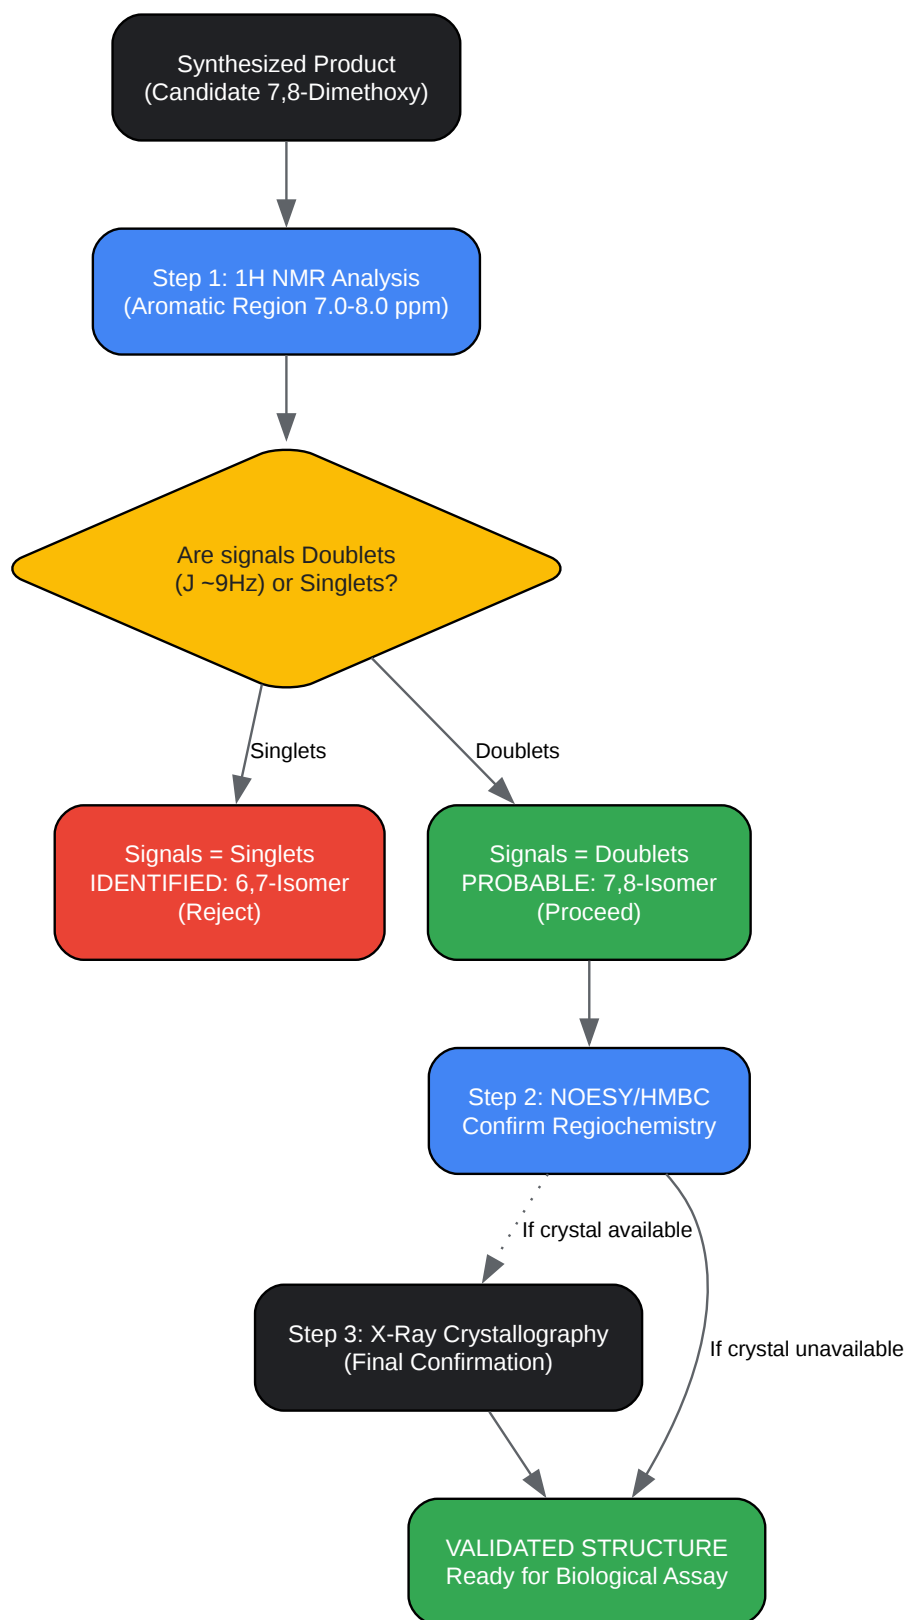 Synthesized Product
(Candidate 7,8-Dimethoxy)
Step 1: 1H NMR Analysis
(Aromatic Region 7.0-8.0 ppm)
Are signals Doublets
(J ~9Hz) or Singlets?
Singlets
Doublets
Signals = Singlets
IDENTIFIED: 6,7-Isomer
(Reject)
Signals = Doublets
PROBABLE: 7,8-Isomer
(Proceed)
Step 2: NOESY/HMBC
Confirm Regiochemistry
If crystal available
Step 3: X-Ray Crystallography
(Final Confirmation)
If crystal unavailable
VALIDATED STRUCTURE
Ready for Biological Assay